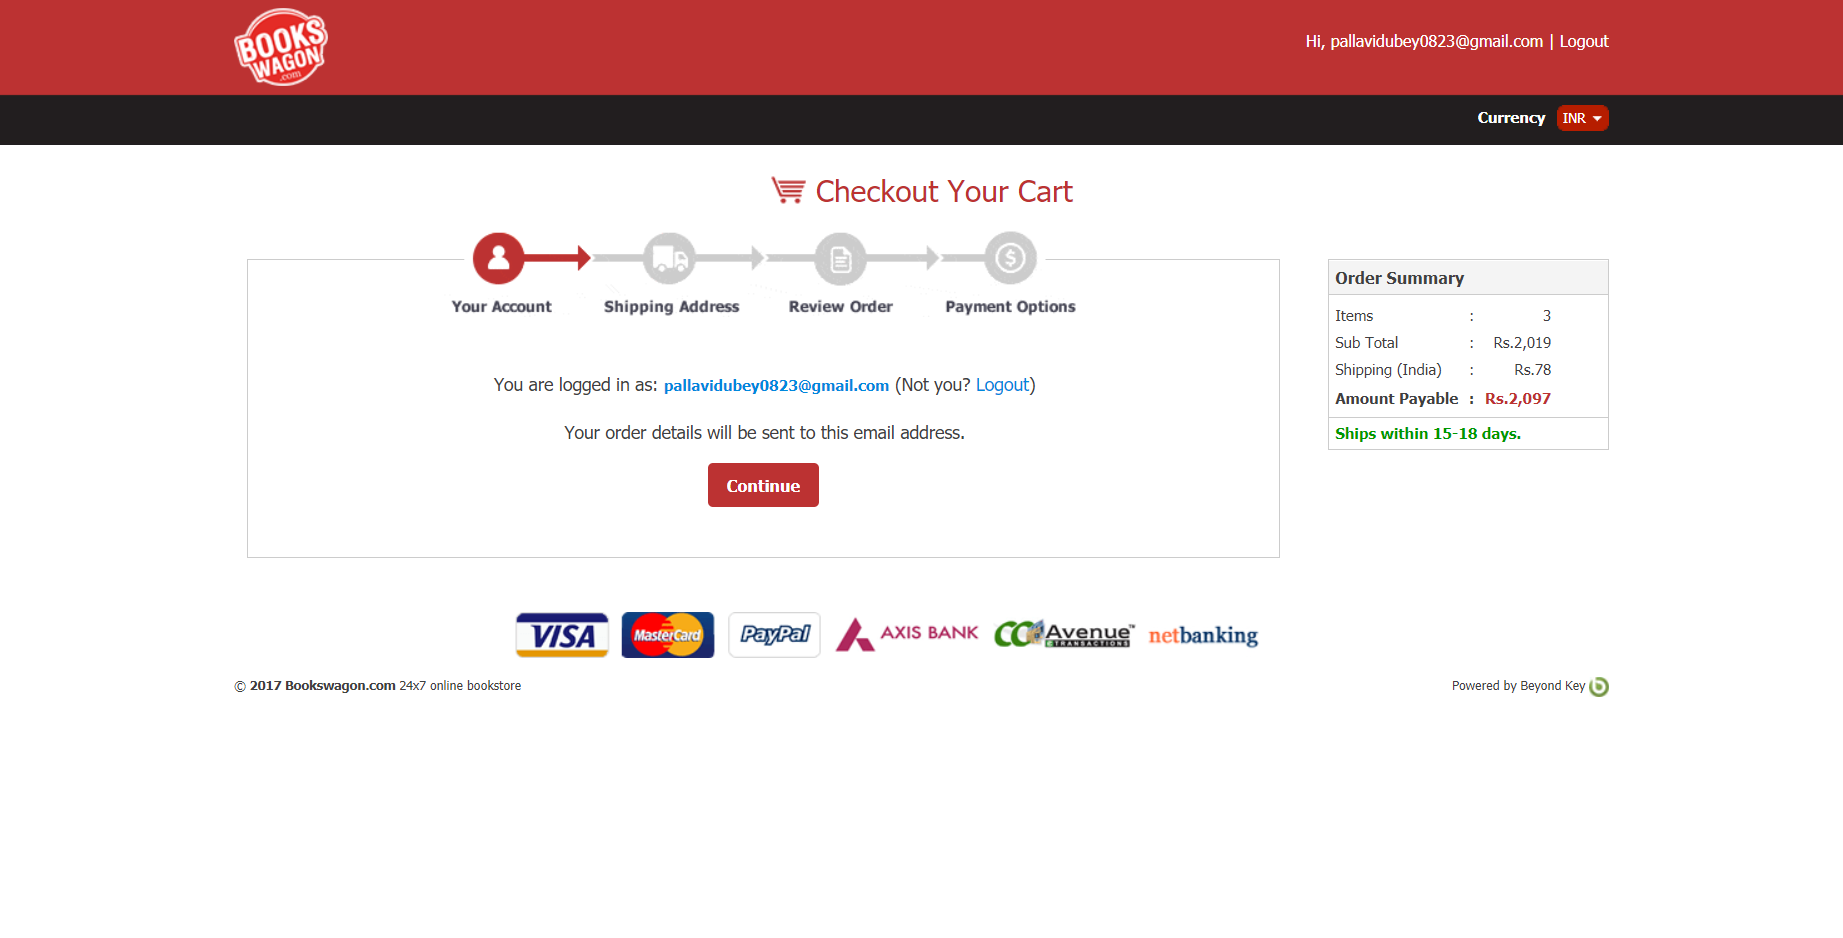 BOOKS
WAGON
.com
Hi, pallavidubey0823@gmail.com | Logout
Currency INR
Checkout Your Cart
Your Account Shipping Address Review Order Payment Options
You are logged in as: pallavidubey0823@gmail.com (Not you? Logout)
Your order details will be sent to this email address.
Continue
Order Summary
Items : 3
Sub Total : Rs.2,019
Shipping (India) : Rs.78
Amount Payable : Rs.2,097
Ships within 15-18 days.
VISA MasterCard PayPal AXIS BANK CCAvenue™ netbanking
eTRANSACTIONS
© 2017 Bookswagon.com 24x7 online bookstore
Powered by Beyond Key